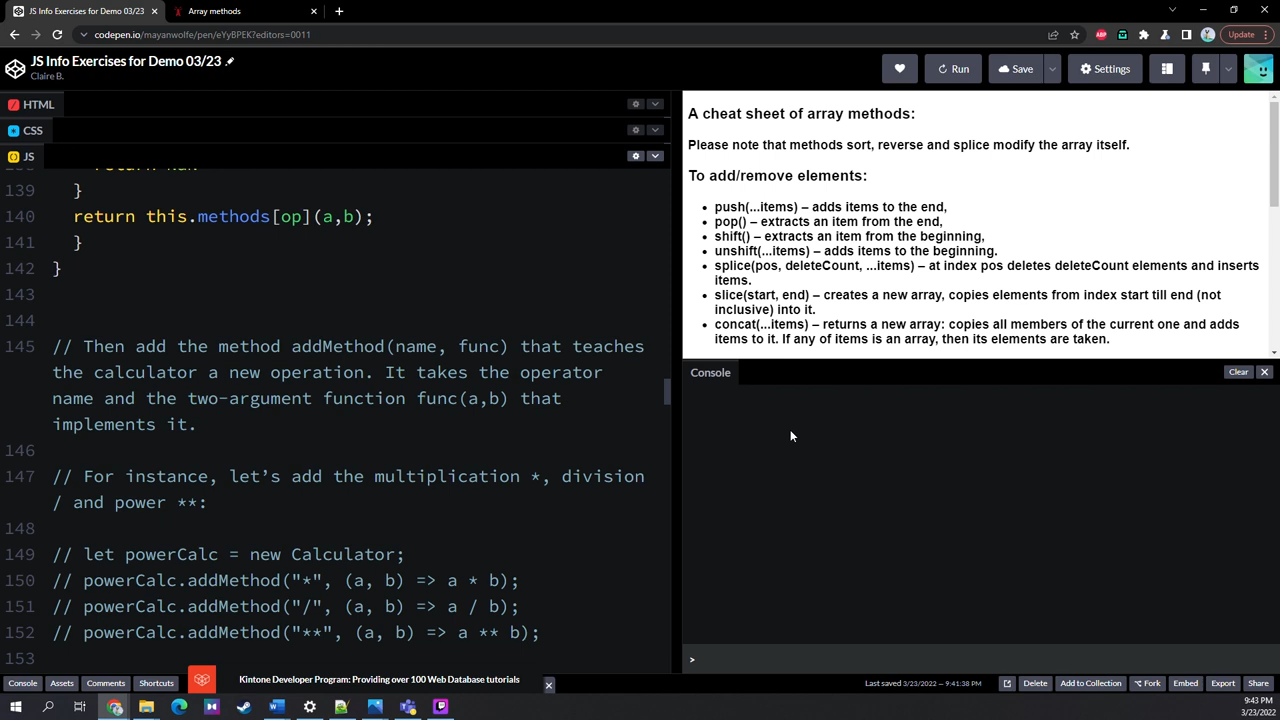 JS Info Exercises for Demo 03/23
Array methods
codepen.io/mayanwolfe/pen/eYyBPEK?editors=0011
ABP
Update
JS Info Exercises for Demo 03/23
Claire B.
Run
Save
Settings
HTML
CSS
JS
139 }
140 return this.methods[op](a,b);
141 }
142 }
143
144
145 // Then add the method addMethod(name, func) that teaches
the calculator a new operation. It takes the operator
name and the two-argument function func(a,b) that
implements it.
146
147 // For instance, let’s add the multiplication *, division
/ and power **:
148
149 // let powerCalc = new Calculator;
150 // powerCalc.addMethod("*", (a, b) => a * b);
151 // powerCalc.addMethod("/", (a, b) => a / b);
152 // powerCalc.addMethod("**", (a, b) => a ** b);
153
A cheat sheet of array methods:
Please note that methods sort, reverse and splice modify the array itself.
To add/remove elements:
• push(...items) – adds items to the end,
• pop() – extracts an item from the end,
• shift() – extracts an item from the beginning,
• unshift(...items) – adds items to the beginning.
• splice(pos, deleteCount, ...items) – at index pos deletes deleteCount elements and inserts
items.
• slice(start, end) – creates a new array, copies elements from index start till end (not
inclusive) into it.
• concat(...items) – returns a new array: copies all members of the current one and adds
items to it. If any of items is an array, then its elements are taken.
Console
Clear
>
Console
Assets
Comments
Shortcuts
Kintone Developer Program: Providing over 100 Web Database tutorials
Last saved 3/23/2022 — 9:41:38 PM
Delete
Add to Collection
Fork
Embed
Export
Share
9:43 PM
3/23/2022